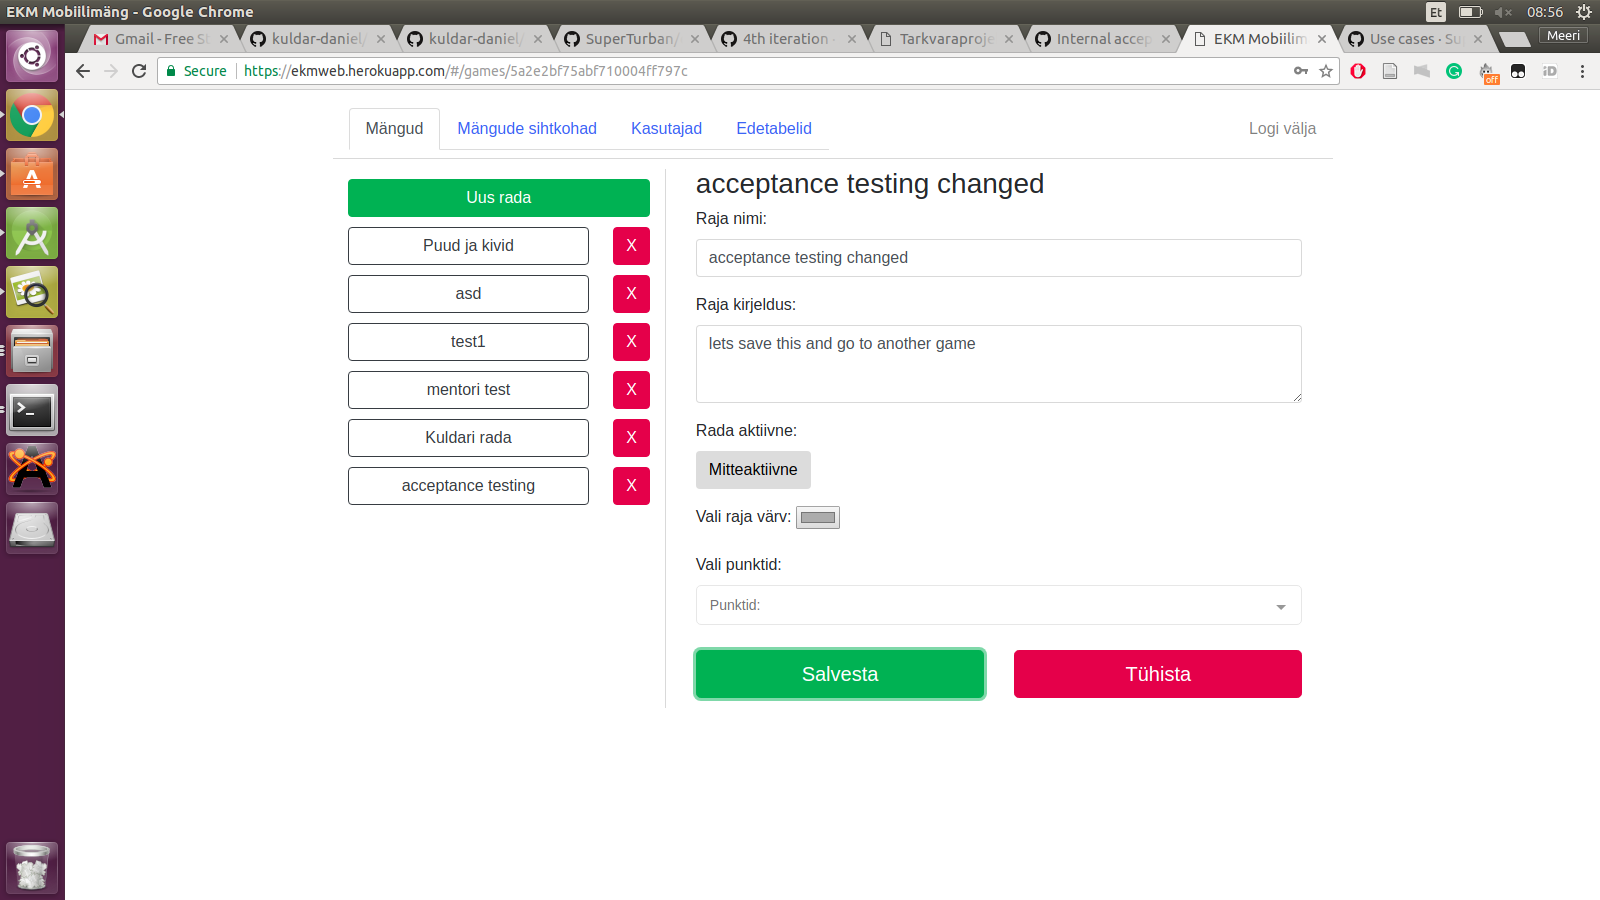 EKM Mobiilimäng - Google Chrome
Et
08:56
Gmail - Free St
kuldar-daniel/
kuldar-daniel/
SuperTurban/
4th iteration -
Tarkvaraproje
Internal accep
EKM Mobiilim
Use cases · Su
Meeri
Secure
https://ekmweb.herokuapp.com/#/games/5a2e2bf75abf710004ff797c
off
iD
Mängud
Mängude sihtkohad
Kasutajad
Edetabelid
Logi välja
Uus rada
Puud ja kivid
X
asd
X
test1
X
mentori test
X
Kuldari rada
X
acceptance testing
X
acceptance testing changed
Raja nimi:
acceptance testing changed
Raja kirjeldus:
lets save this and go to another game
Rada aktiivne:
Mitteaktiivne
Vali raja värv:
Vali punktid:
Punktid:
Salvesta
Tühista